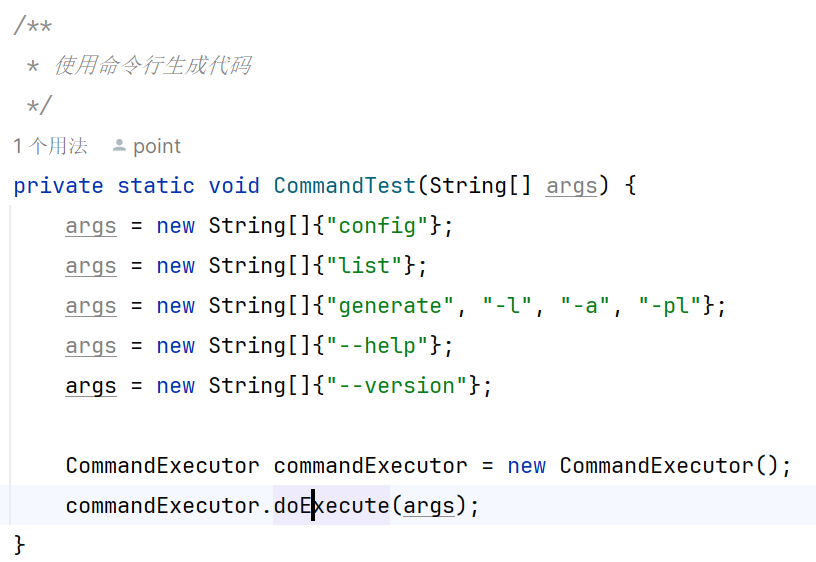 /**
 * 使用命令行生成代码
 */
1 个用法 point
private static void CommandTest(String[] args) {
    args = new String[]{"config"};
    args = new String[]{"list"};
    args = new String[]{"generate", "-l", "-a", "-pl"};
    args = new String[]{"--help"};
    args = new String[]{"--version"};

    CommandExecutor commandExecutor = new CommandExecutor();
    commandExecutor.doExecute(args);
}